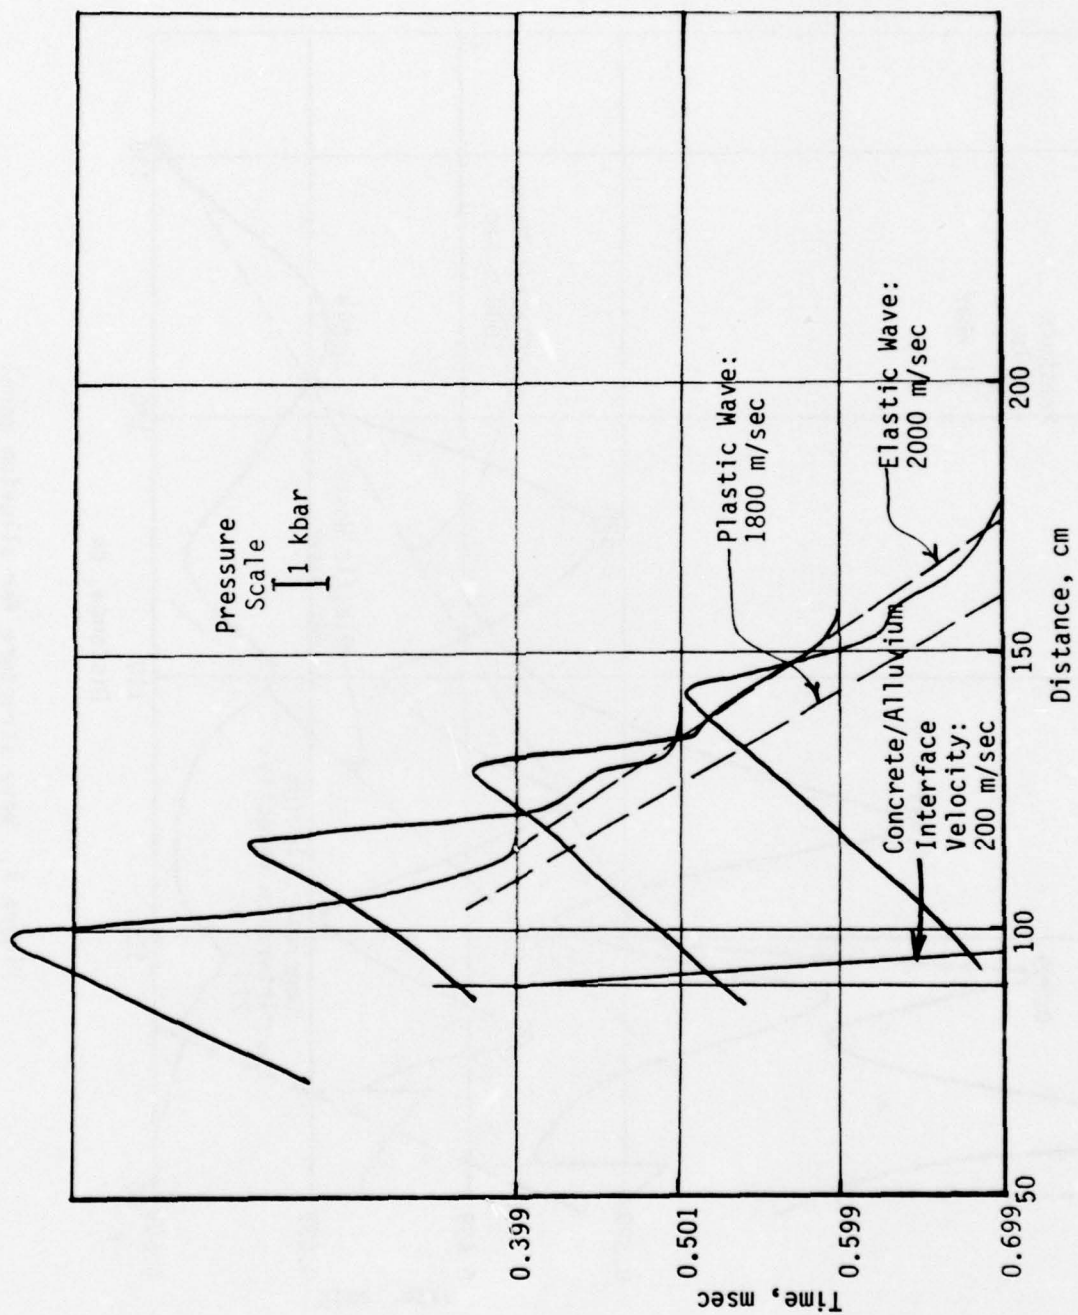 Pressure
Scale
1 kbar
Plastic Wave:
1800 m/sec
Elastic Wave:
2000 m/sec
Concrete/Alluvium
Interface
Velocity:
200 m/sec
Time, msec
0.399
0.501
0.599
0.699
50
100
150
200
Distance, cm